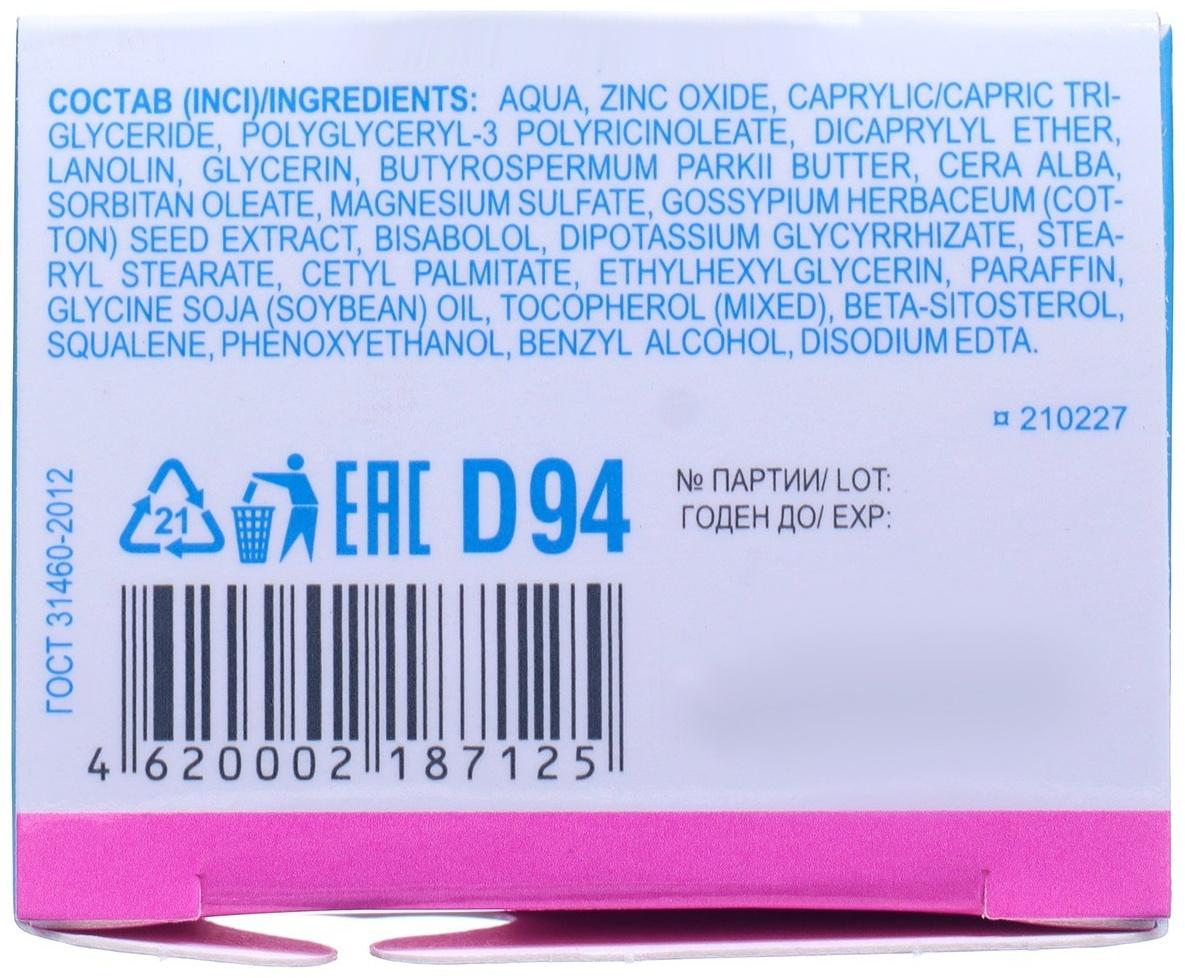 СОСТАВ (INCI)/INGREDIENTS: AQUA, ZINC OXIDE, CAPRYLIC/CAPRIC TRI-
GLYCERIDE, POLYGLYCERYL-3 POLYRICINOLEATE, DICAPRYLYL ETHER,
LANOLIN, GLYCERIN, BUTYROSPERMUM PARKII BUTTER, CERA ALBA,
SORBITAN OLEATE, MAGNESIUM SULFATE, GOSSYPIUM HERBACEUM (COT-
TON) SEED EXTRACT, BISABOLOL, DIPOTASSIUM GLYCYRRHIZATE, STEA-
RYL STEARATE, CETYL PALMITATE, ETHYLHEXYLGLYCERIN, PARAFFIN,
GLYCINE SOJA (SOYBEAN) OIL, TOCOPHEROL (MIXED), BETA-SITOSTEROL,
SQUALENE, PHENOXYETHANOL, BENZYL ALCOHOL, DISODIUM EDTA.
¤ 210227
ГОСТ 31460-2012
21
EAC D94
№ ПАРТИИ/ LOT:
ГОДЕН ДО/ EXP:
4 620002 187125